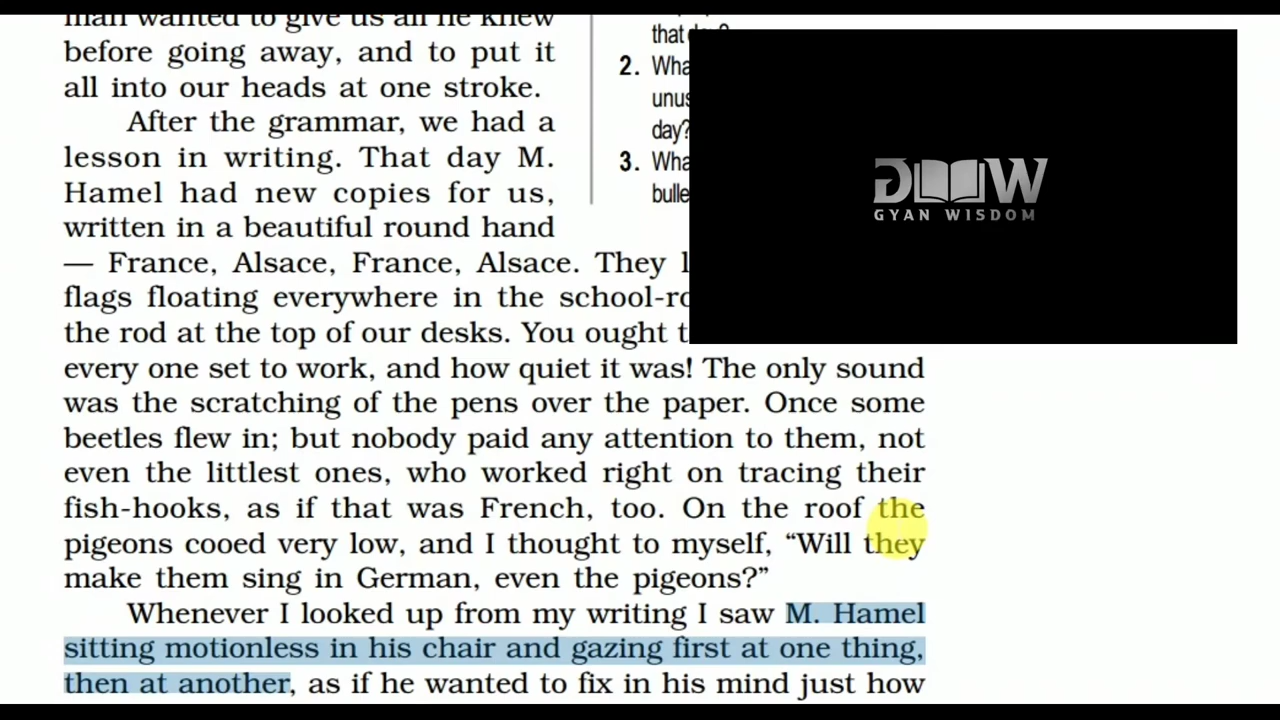 man wanted to give us all he knew
before going away, and to put it
all into our heads at one stroke.
After the grammar, we had a
lesson in writing. That day M.
Hamel had new copies for us,
written in a beautiful round hand
— France, Alsace, France, Alsace. They
flags floating everywhere in the
the rod at the top of our desks. You ought
every one set to work, and how quiet it was! The only sound
was the scratching of the pens over the paper. Once some
beetles flew in; but nobody paid any attention to them, not
even the littlest ones, who worked right on tracing their
fish-hooks, as if that was French, too. On the roof the
pigeons cooed very low, and I thought to myself, “Will they
make them sing in German, even the pigeons?”
Whenever I looked up from my writing I saw M. Hamel
sitting motionless in his chair and gazing first at one thing,
then at another, as if he wanted to fix in his mind just how
that
2.
day?
3.
GW
GYAN WISDOM